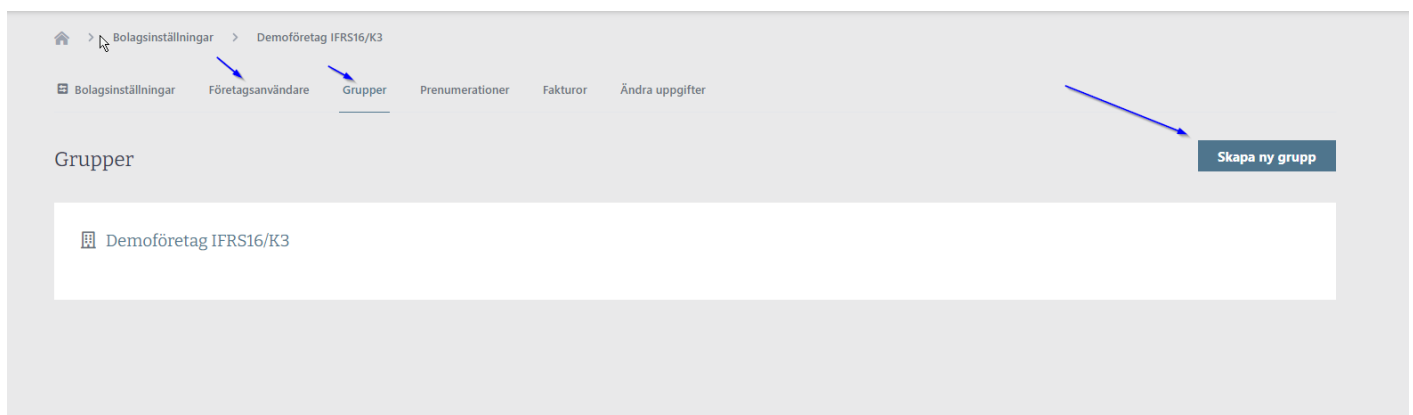 Bolagsinställningar > Demoföretag IFRS16/K3
Bolagsinställningar Företagsanvändare Grupper Prenumerationer Fakturor Ändra uppgifter
Grupper
Skapa ny grupp
Demoföretag IFRS16/K3